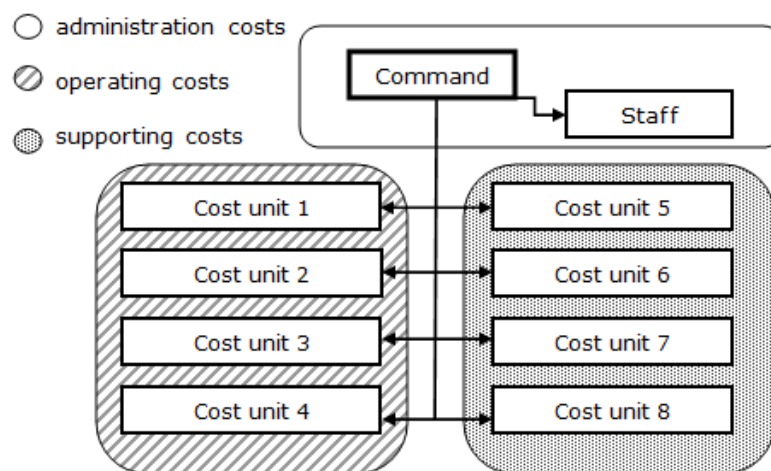 administration costs
operating costs
supporting costs
Command
Staff
Cost unit 1
Cost unit 5
Cost unit 2
Cost unit 6
Cost unit 3
Cost unit 7
Cost unit 4
Cost unit 8